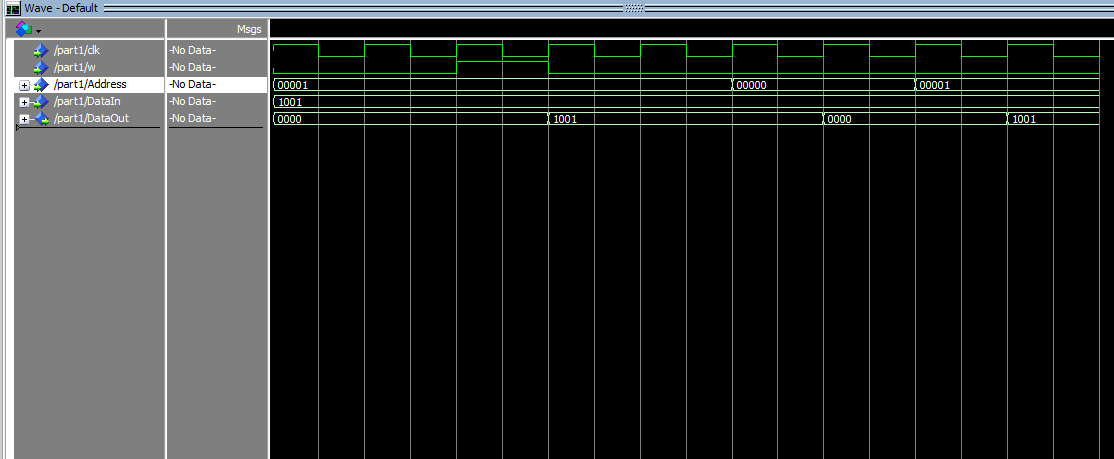 Wave - Default
Msgs
/part1/clk -No Data-
/part1/w -No Data-
/part1/Address -No Data- 00001 00000 00001
/part1/DataIn -No Data- 1001
/part1/DataOut -No Data- 0000 1001 0000 1001